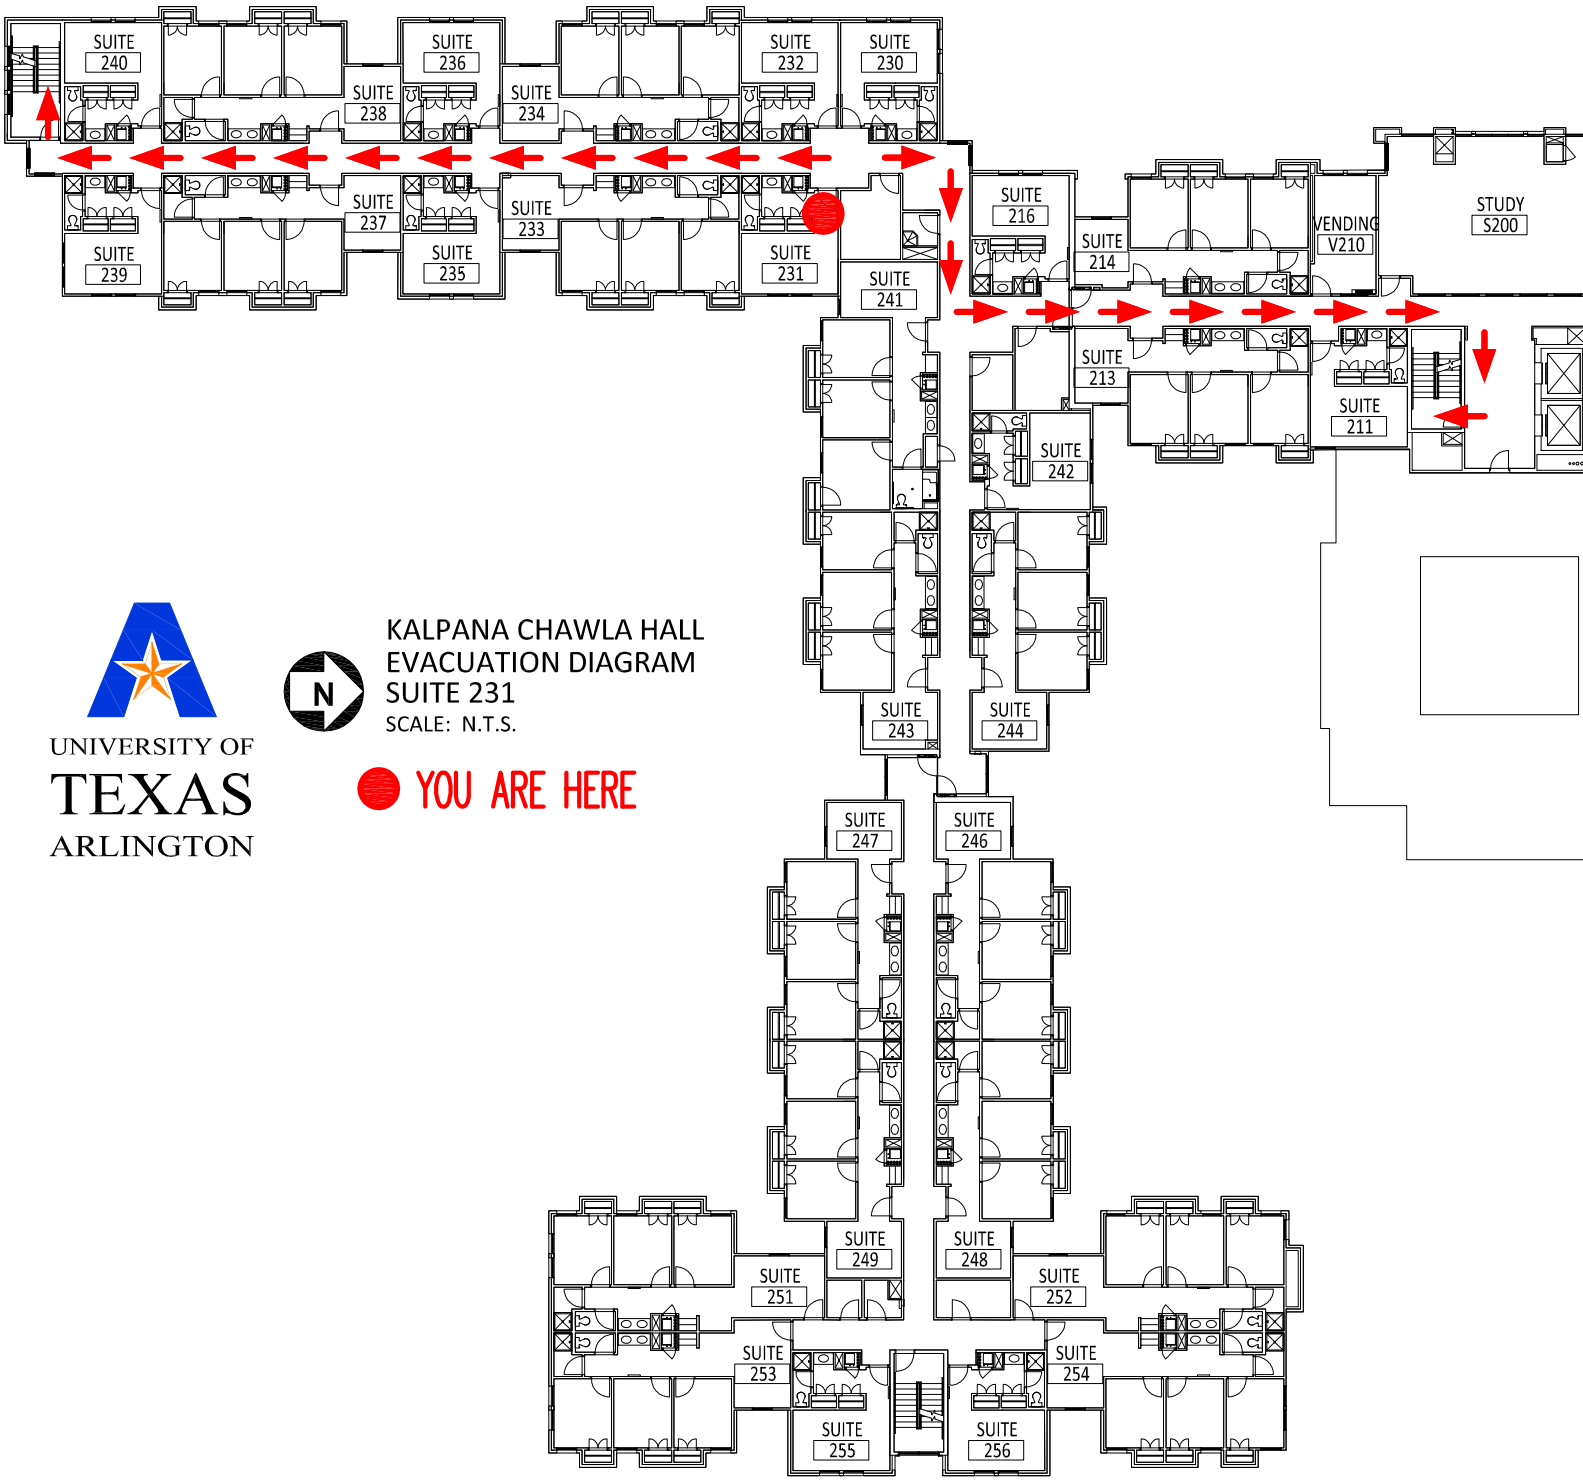 SUITE
240
SUITE
236
SUITE
232
SUITE
230
SUITE
238
SUITE
234
SUITE
239
SUITE
237
SUITE
235
SUITE
233
SUITE
231
SUITE
241
SUITE
216
SUITE
214
VENDING
V210
STUDY
S200
SUITE
213
SUITE
211
SUITE
242
SUITE
243
SUITE
244
UNIVERSITY OF
TEXAS
ARLINGTON
N
KALPANA CHAWLA HALL
EVACUATION DIAGRAM
SUITE 231
SCALE: N.T.S.
YOU ARE HERE
SUITE
247
SUITE
246
SUITE
249
SUITE
248
SUITE
251
SUITE
252
SUITE
253
SUITE
254
SUITE
255
SUITE
256